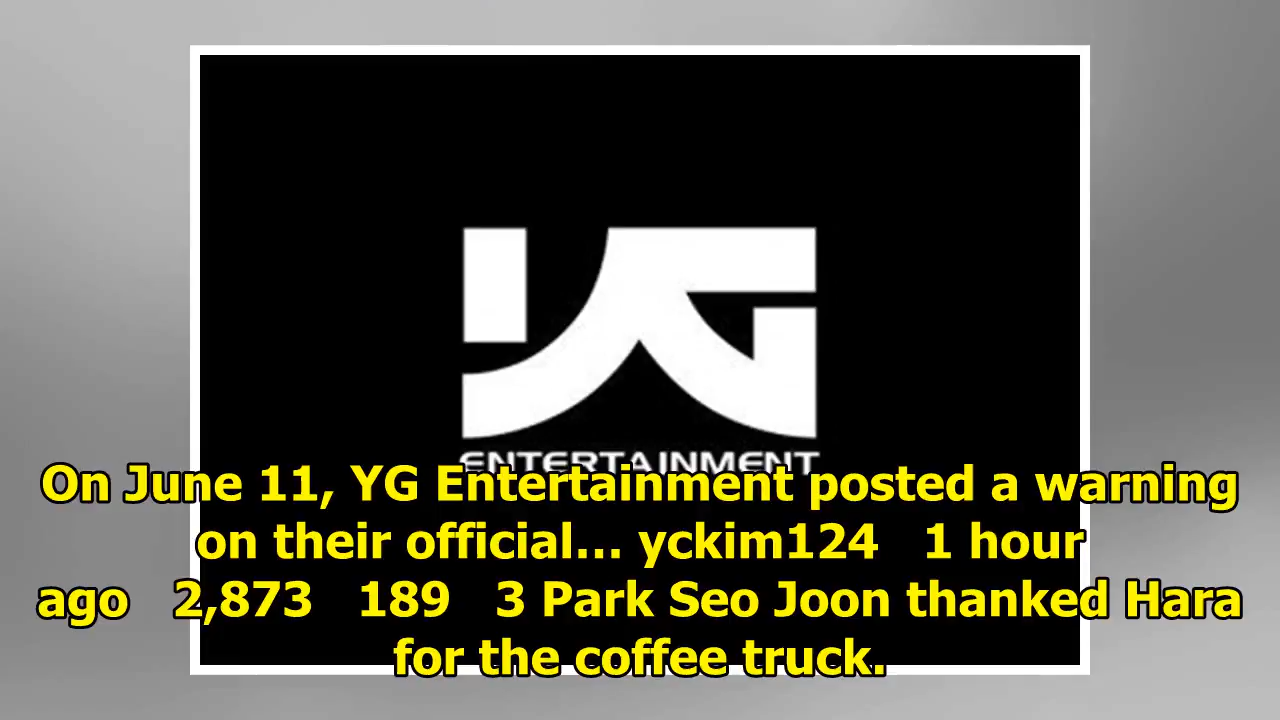 YG
ENTERTAINMENT
On June 11, YG Entertainment posted a warning
on their official... yckim124   1 hour
ago   2,873   189   3 Park Seo Joon thanked Hara
for the coffee truck.